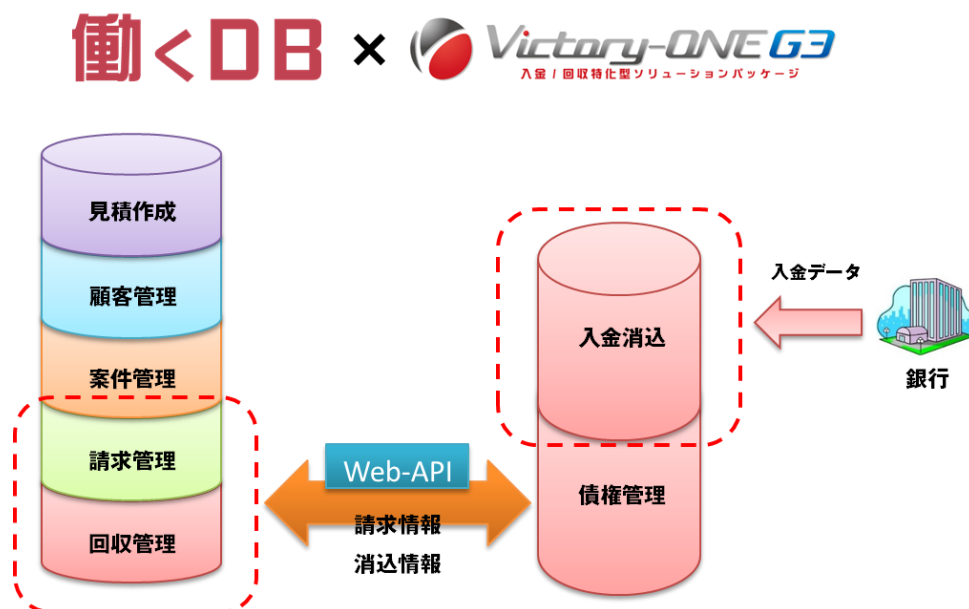 働くDB × Victory-ONE G3
入金/回収特化型ソリューションパッケージ
見積作成
顧客管理
案件管理
請求管理
回収管理
Web-API
請求情報
消込情報
入金消込
債権管理
入金データ
銀行